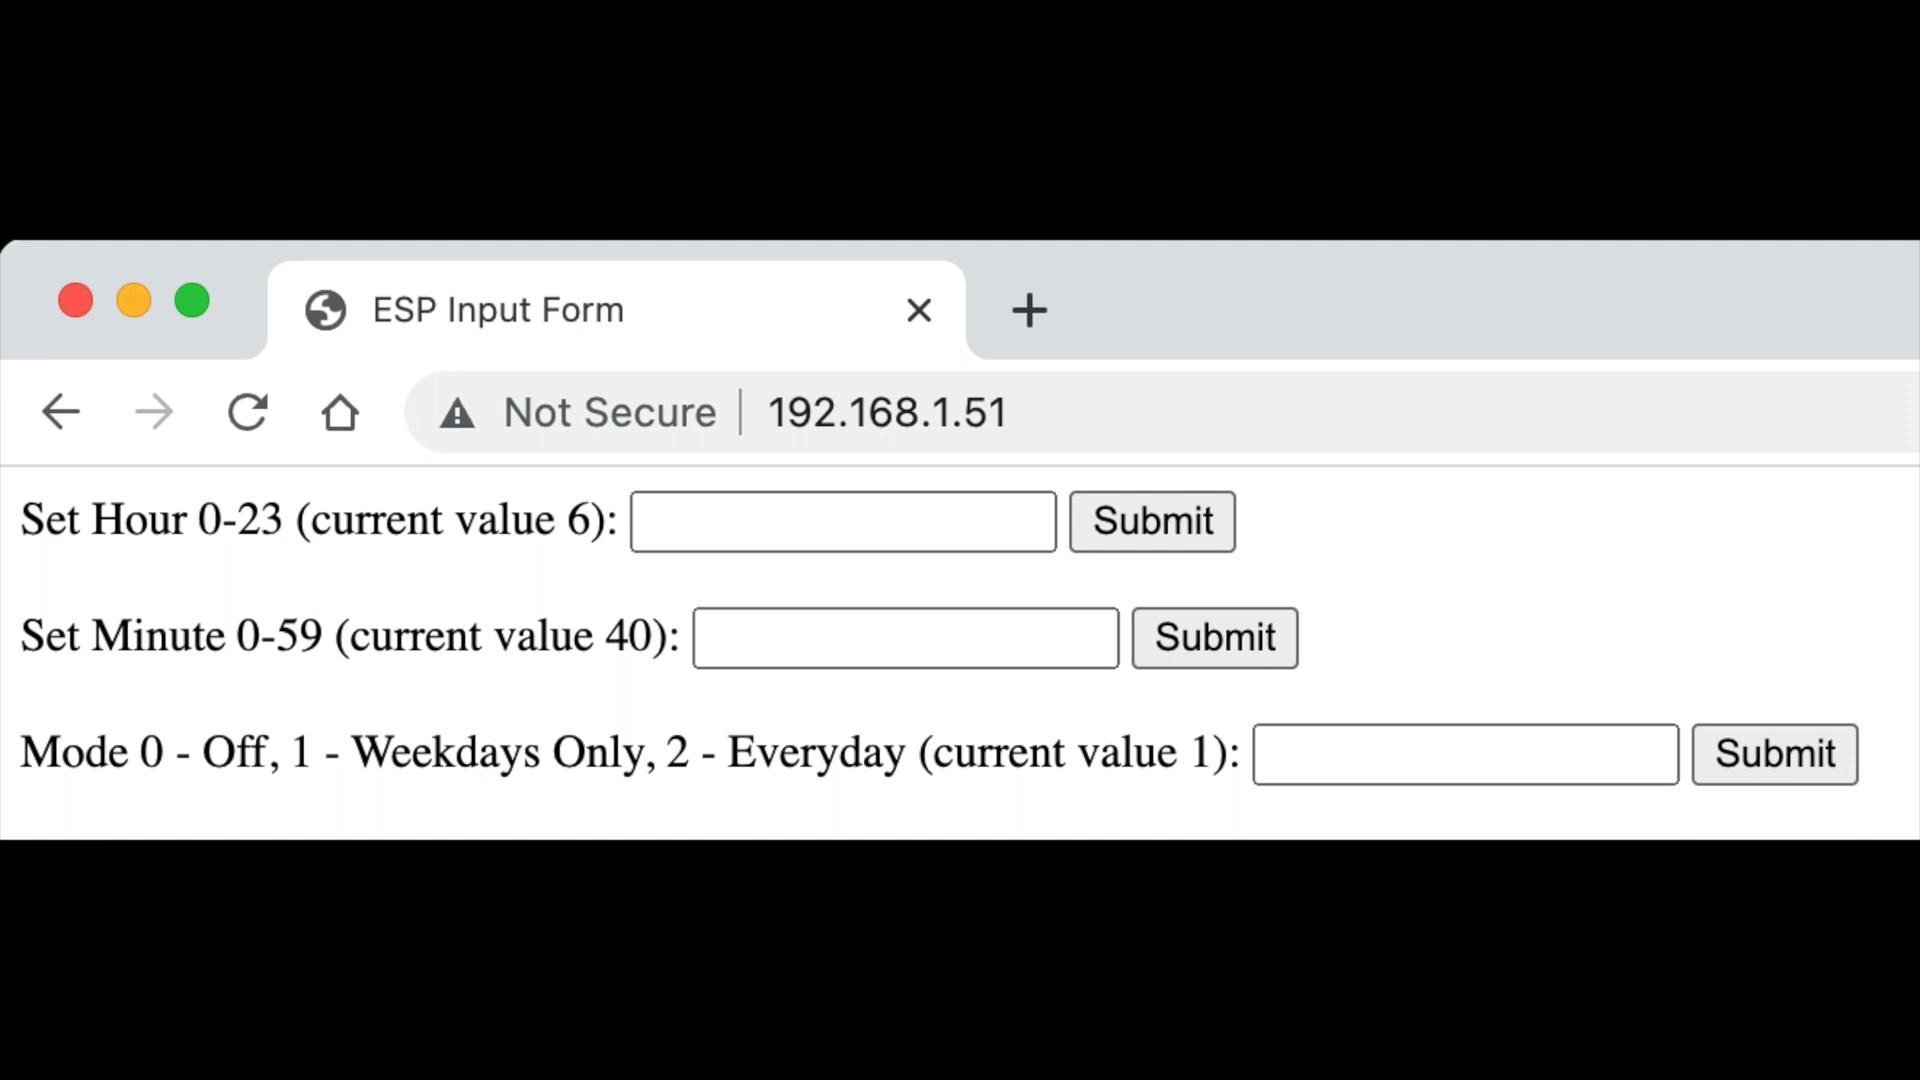 ESP Input Form
Not Secure 192.168.1.51
Set Hour 0-23 (current value 6): Submit
Set Minute 0-59 (current value 40): Submit
Mode 0 - Off, 1 - Weekdays Only, 2 - Everyday (current value 1): Submit